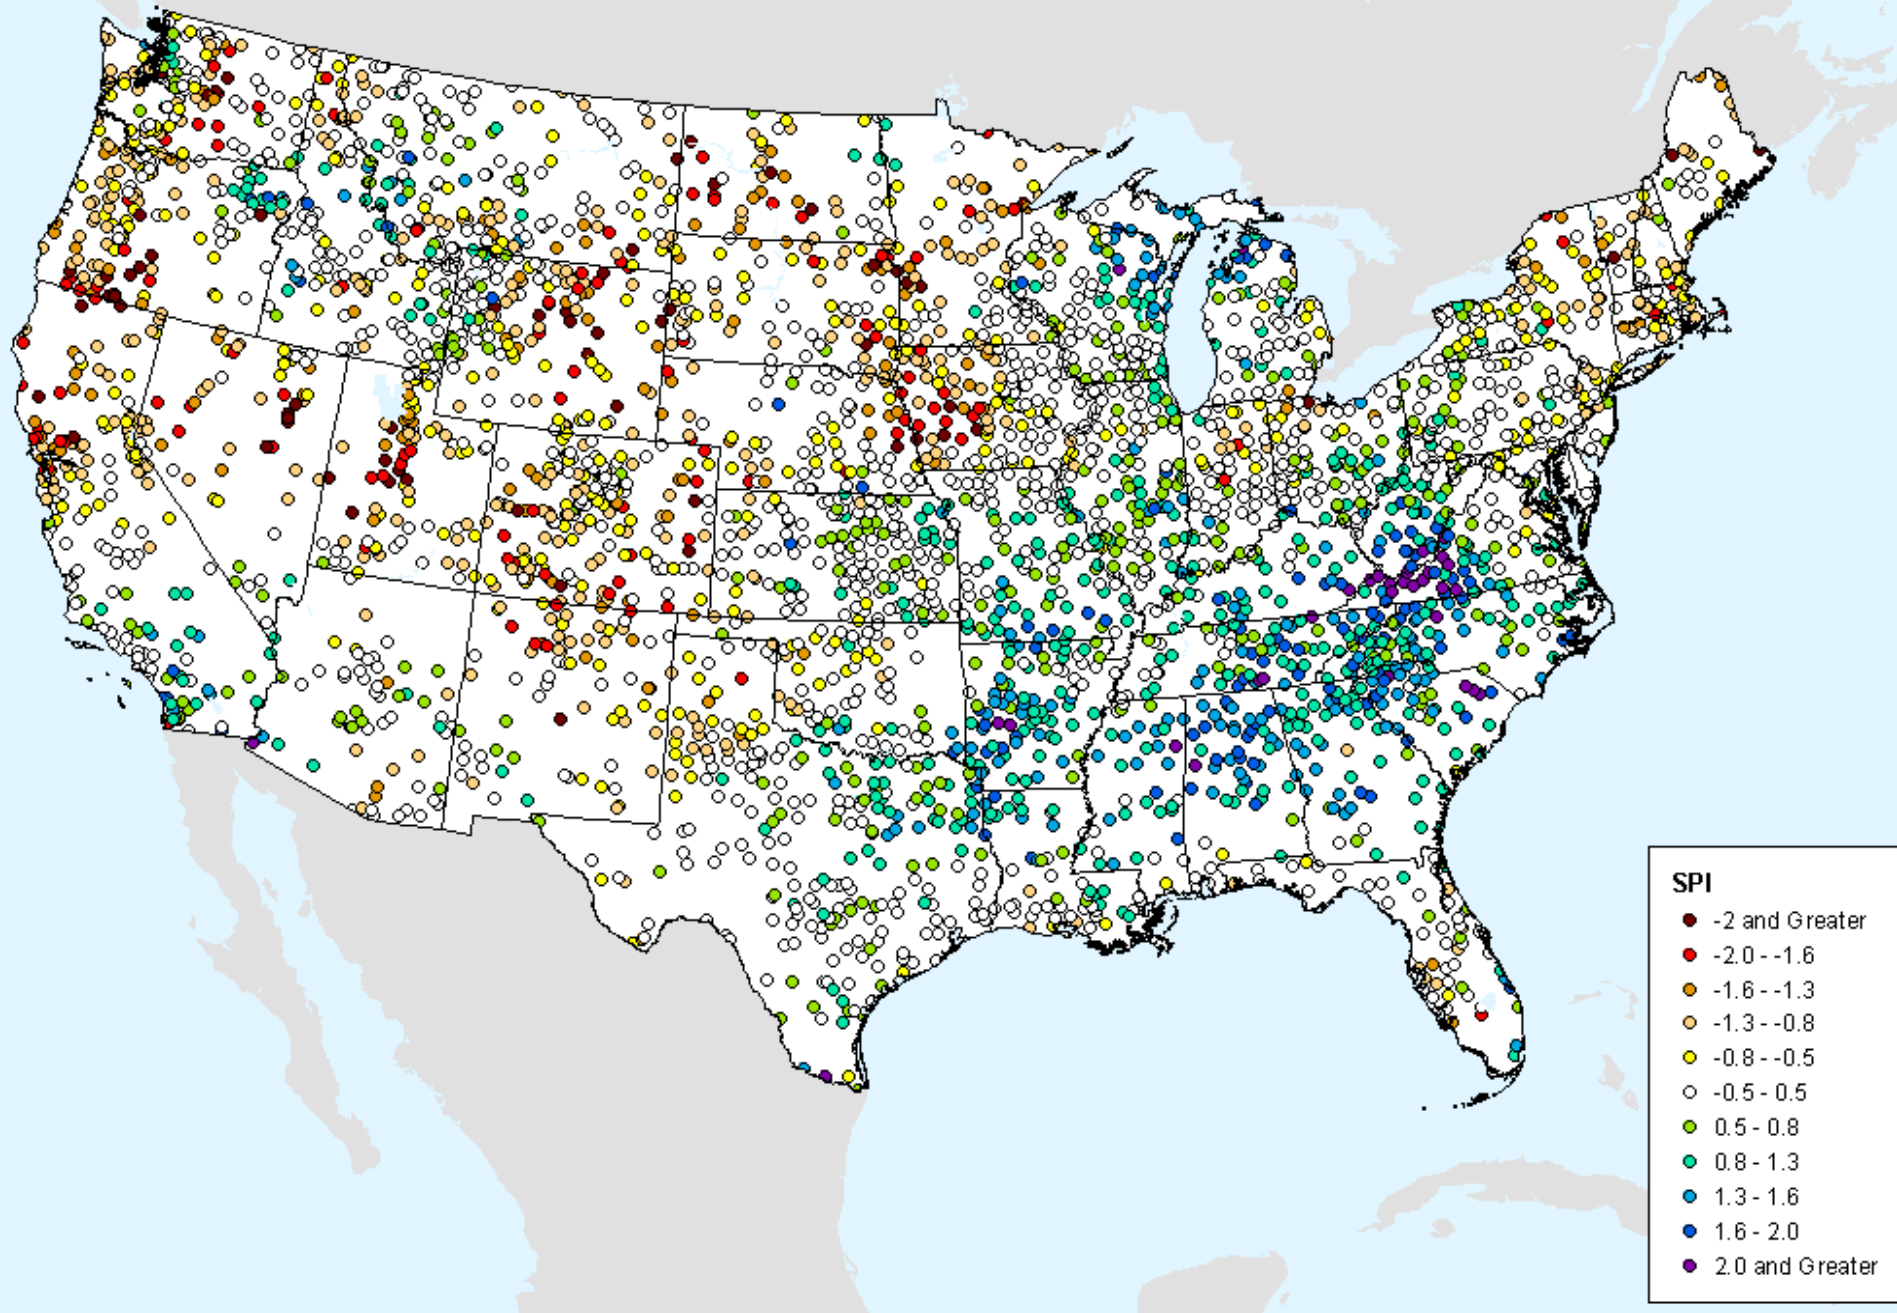 SPI
-2 and Greater
-2.0 - -1.6
-1.6 - -1.3
-1.3 - -0.8
-0.8 - -0.5
-0.5 - 0.5
0.5 - 0.8
0.8 - 1.3
1.3 - 1.6
1.6 - 2.0
2.0 and Greater